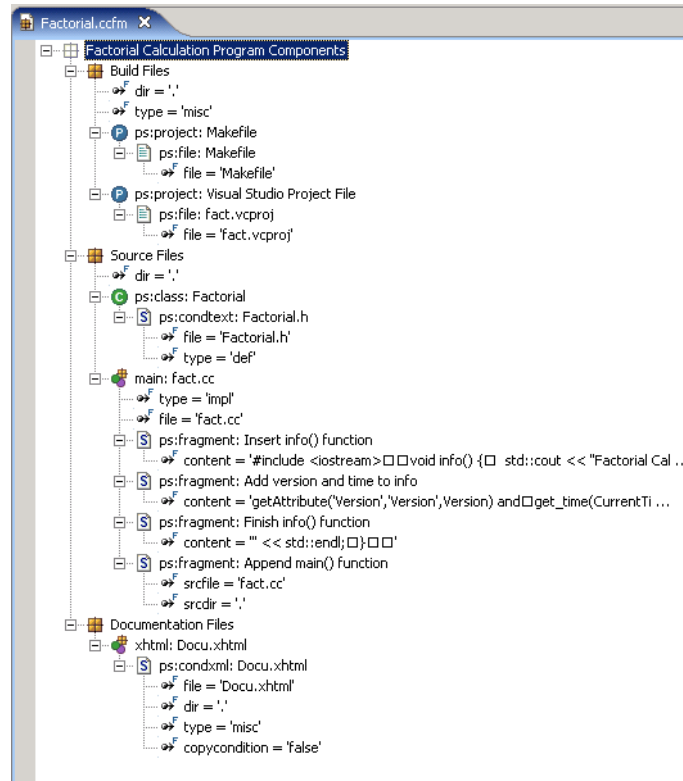 Factorial.ccfm
Factorial Calculation Program Components
Build Files
F dir = '.'
F type = 'misc'
P ps:project: Makefile
ps:file: Makefile
F file = 'Makefile'
P ps:project: Visual Studio Project File
ps:file: fact.vcproj
F file = 'fact.vcproj'
Source Files
F dir = '.'
C ps:class: Factorial
S ps:condtext: Factorial.h
F file = 'Factorial.h'
F type = 'def'
main: fact.cc
F type = 'impl'
F file = 'fact.cc'
S ps:fragment: Insert info() function
F content = '#include <iostream>□□void info() {□ std::cout << "Factorial Cal ...
S ps:fragment: Add version and time to info
F content = 'getAttribute('Version','Version',Version) and□get_time(CurrentTi ...
S ps:fragment: Finish info() function
F content = '" << std::endl;□}□□'
S ps:fragment: Append main() function
F srcfile = 'fact.cc'
F srcdir = '.'
Documentation Files
xhtml: Docu.xhtml
S ps:condxml: Docu.xhtml
F file = 'Docu.xhtml'
F dir = '.'
F type = 'misc'
F copycondition = 'false'